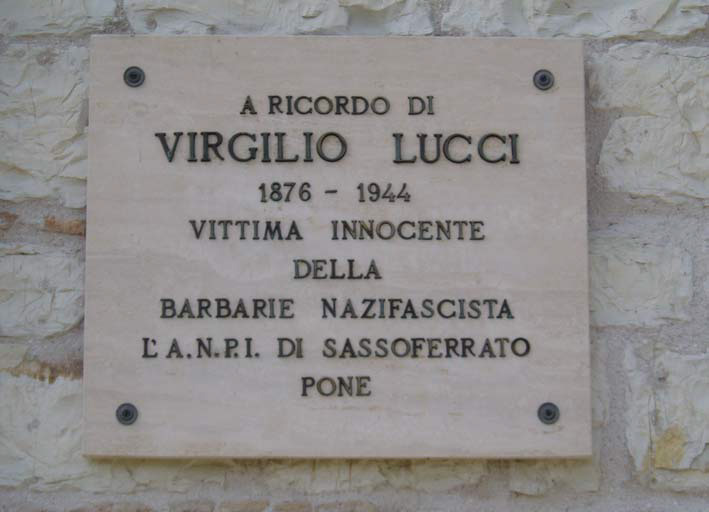 A RICORDO DI
VIRGILIO LUCCI
1876 - 1944
VITTIMA INNOCENTE
DELLA
BARBARIE NAZIFASCISTA
L'A.N.P.I. DI SASSOFERRATO
PONE